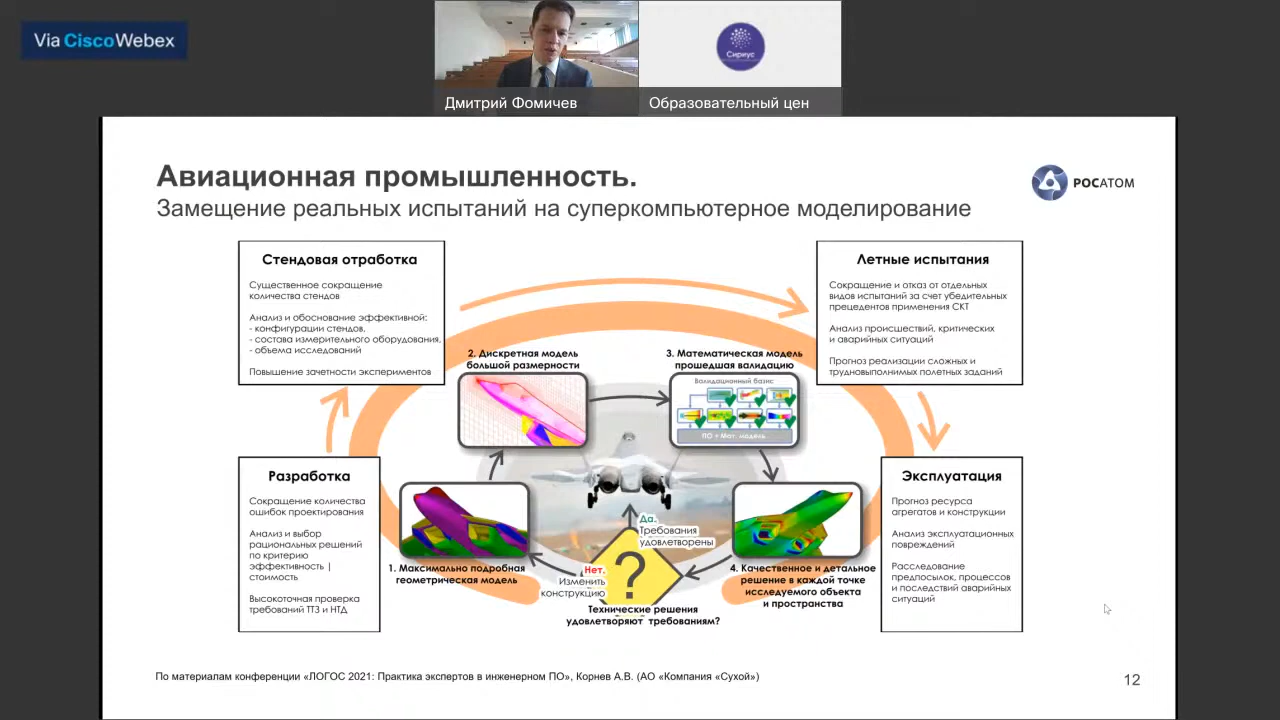 Via Cisco Webex
Дмитрий Фомичев
Сириус
Образовательный цен
Авиационная промышленность.
Замещение реальных испытаний на суперкомпьютерное моделирование
РОСАТОМ
Стендовая отработка
Существенное сокращение
количества стендов
Анализ и обоснование эффективной:
- конфигурации стендов,
- состава измерительного оборудования,
- объема исследований
Повышение зачетности экспериментов
Летные испытания
Сокращение и отказ от отдельных
видов испытаний за счет убедительных
прецедентов применения СКТ
Анализ происшествий, критических
и аварийных ситуаций
Прогноз реализации сложных и
трудновыполнимых полетных заданий
2. Дискретная модель
большой размерности
3. Математическая модель
прошедшая валидацию
Валидационный базис
ПО + Мат. модель
Разработка
Сокращение количества
ошибок проектирования
Анализ и выбор
рациональных решений
по критерию
эффективность |
стоимость
Высокоточная проверка
требований ТТЗ и НТД
1. Максимально подробная
геометрическая модель
Да.
Требования
удовлетворены
Нет.
Изменить
конструкцию
?
Технические решения
удовлетворяют требованиям?
4. Качественное и детальное
решение в каждой точке
исследуемого объекта
и пространства
Эксплуатация
Прогноз ресурса
агрегатов и конструкции
Анализ эксплуатационных
повреждений
Расследование
предпосылок, процессов
и последствий аварийных
ситуаций
По материалам конференции «ЛОГОС 2021: Практика экспертов в инженерном ПО», Корнев А.В. (АО «Компания «Сухой»)
12